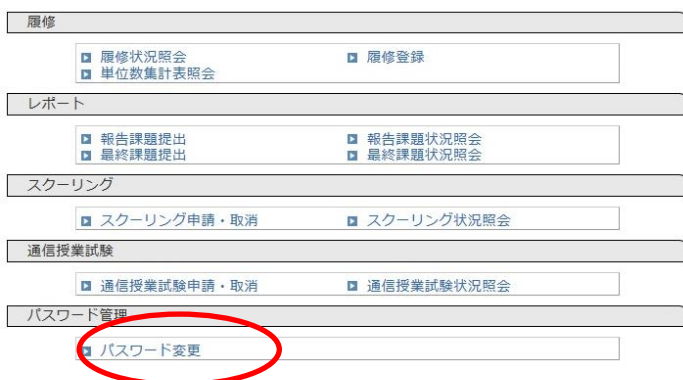 履修
履修状況照会 履修登録
単位数集計表照会
レポート
報告課題提出 報告課題状況照会
最終課題提出 最終課題状況照会
スクーリング
スクーリング申請・取消 スクーリング状況照会
通信授業試験
通信授業試験申請・取消 通信授業試験状況照会
パスワード管理
パスワード変更